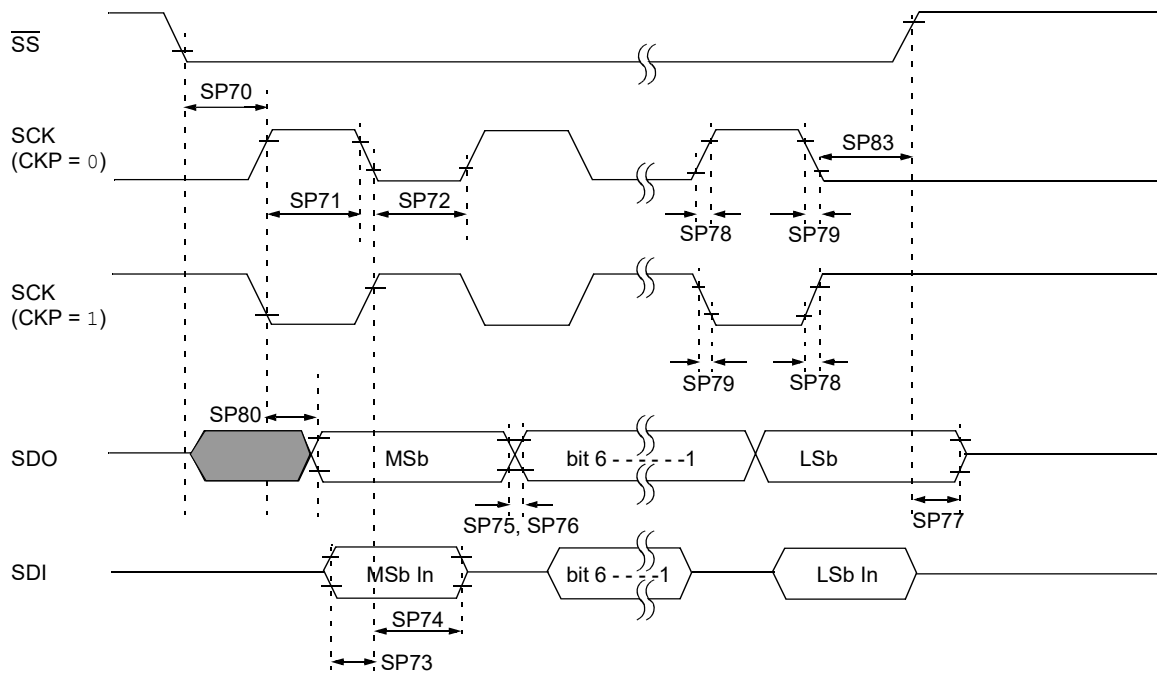 SS
SP70
SCK
(CKP = 0)
SP83
SP71
SP72
SP78
SP79
SCK
(CKP = 1)
SP79
SP78
SP80
SDO
MSb
bit 6 - - - - - - -1
LSb
SP75, SP76
SP77
SDI
MSb In
bit 6 - - - - -1
LSb In
SP74
SP73